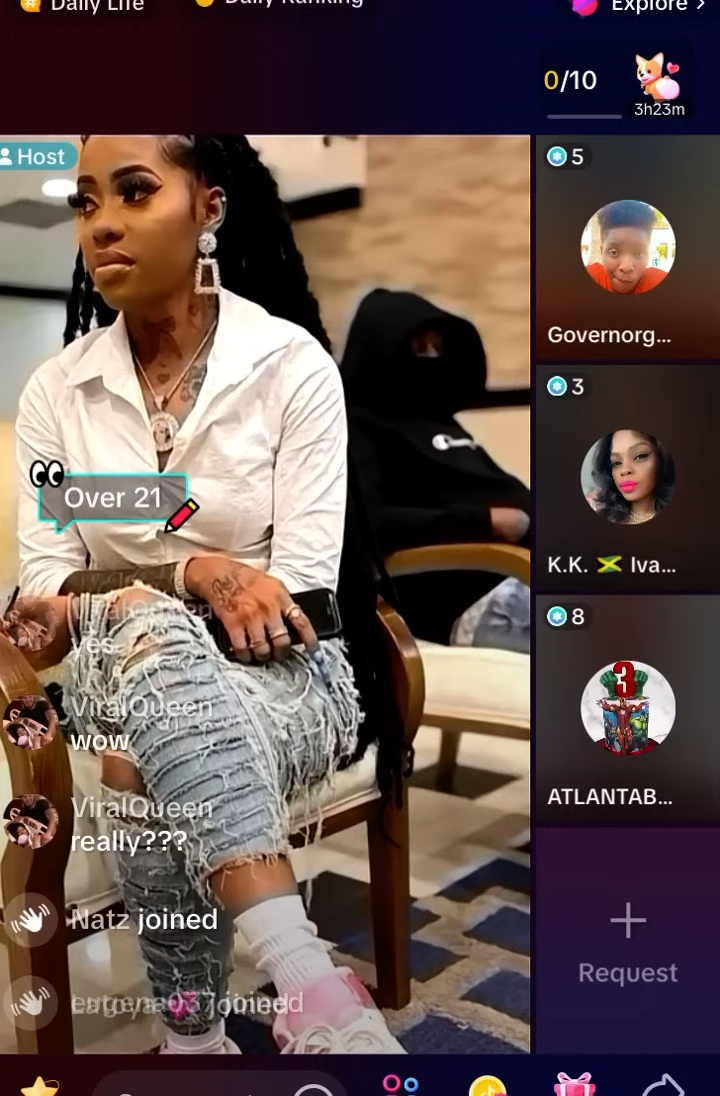 Daily Life
Daily Ranking
Explore >
0/10
3h23m
Host
5
Governorg...
3
K.K. 🇯🇲 Iva...
8
ATLANTAB...
Over 21
ViralQueen
yes
ViralQueen
wow
ViralQueen
really???
Natz joined
joined
+
Request